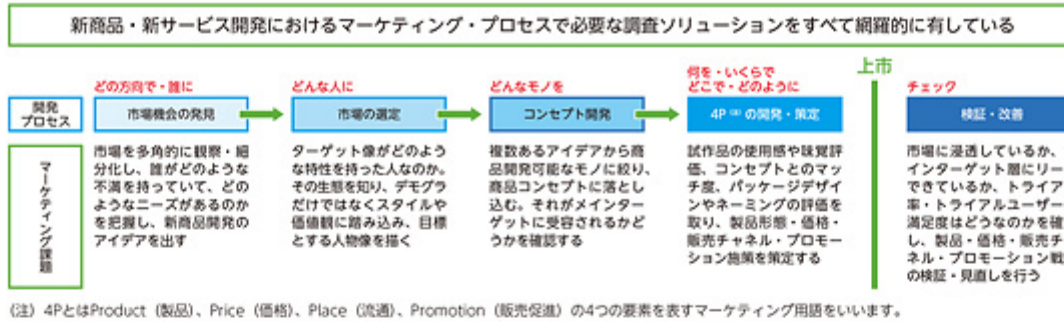 新商品・新サービス開発におけるマーケティング・プロセスで必要な調査ソリューションをすべて網羅的に有している
上市
どの方向で・誰に
どんな人に
どんなモノを
何を・いくらで
どこで・どのように
チェック
開発
プロセス
市場機会の発見
市場の選定
コンセプト開発
4P(注)の開発・策定
検証・改善
マーケティング課題
市場を多角的に観察・細
分化し、誰がどのような
不満を持っていて、どの
ようなニーズがあるのか
を把握し、新商品開発の
アイデアを出す
ターゲット像がどのよう
な特性を持った人なのか。
その生態を知り、デモグラ
だけではなくスタイルや
価値観に踏み込み、目標
とする人物像を描く
複数あるアイデアから商
品開発可能なモノに絞り、
商品コンセプトに落とし
込む。それがメインター
ゲットに受容されるかど
うかを確認する
試作品の使用感や味覚評
価、コンセプトとのマッ
チ度、パッケージデザイ
ンやネーミングの評価を
取り、製品形態・価格・
販売チャネル・プロモー
ション施策を策定する
市場に浸透しているか、
インターゲット層にリー
できているか、トライア
率・トライアルユーザー
満足度はどうなのかを確
し、製品・価格・販売チ
ネル・プロモーション戦
の検証・見直しを行う
(注) 4PとはProduct（製品）、Price（価格）、Place（流通）、Promotion（販売促進）の4つの要素を表すマーケティング用語をいいます。